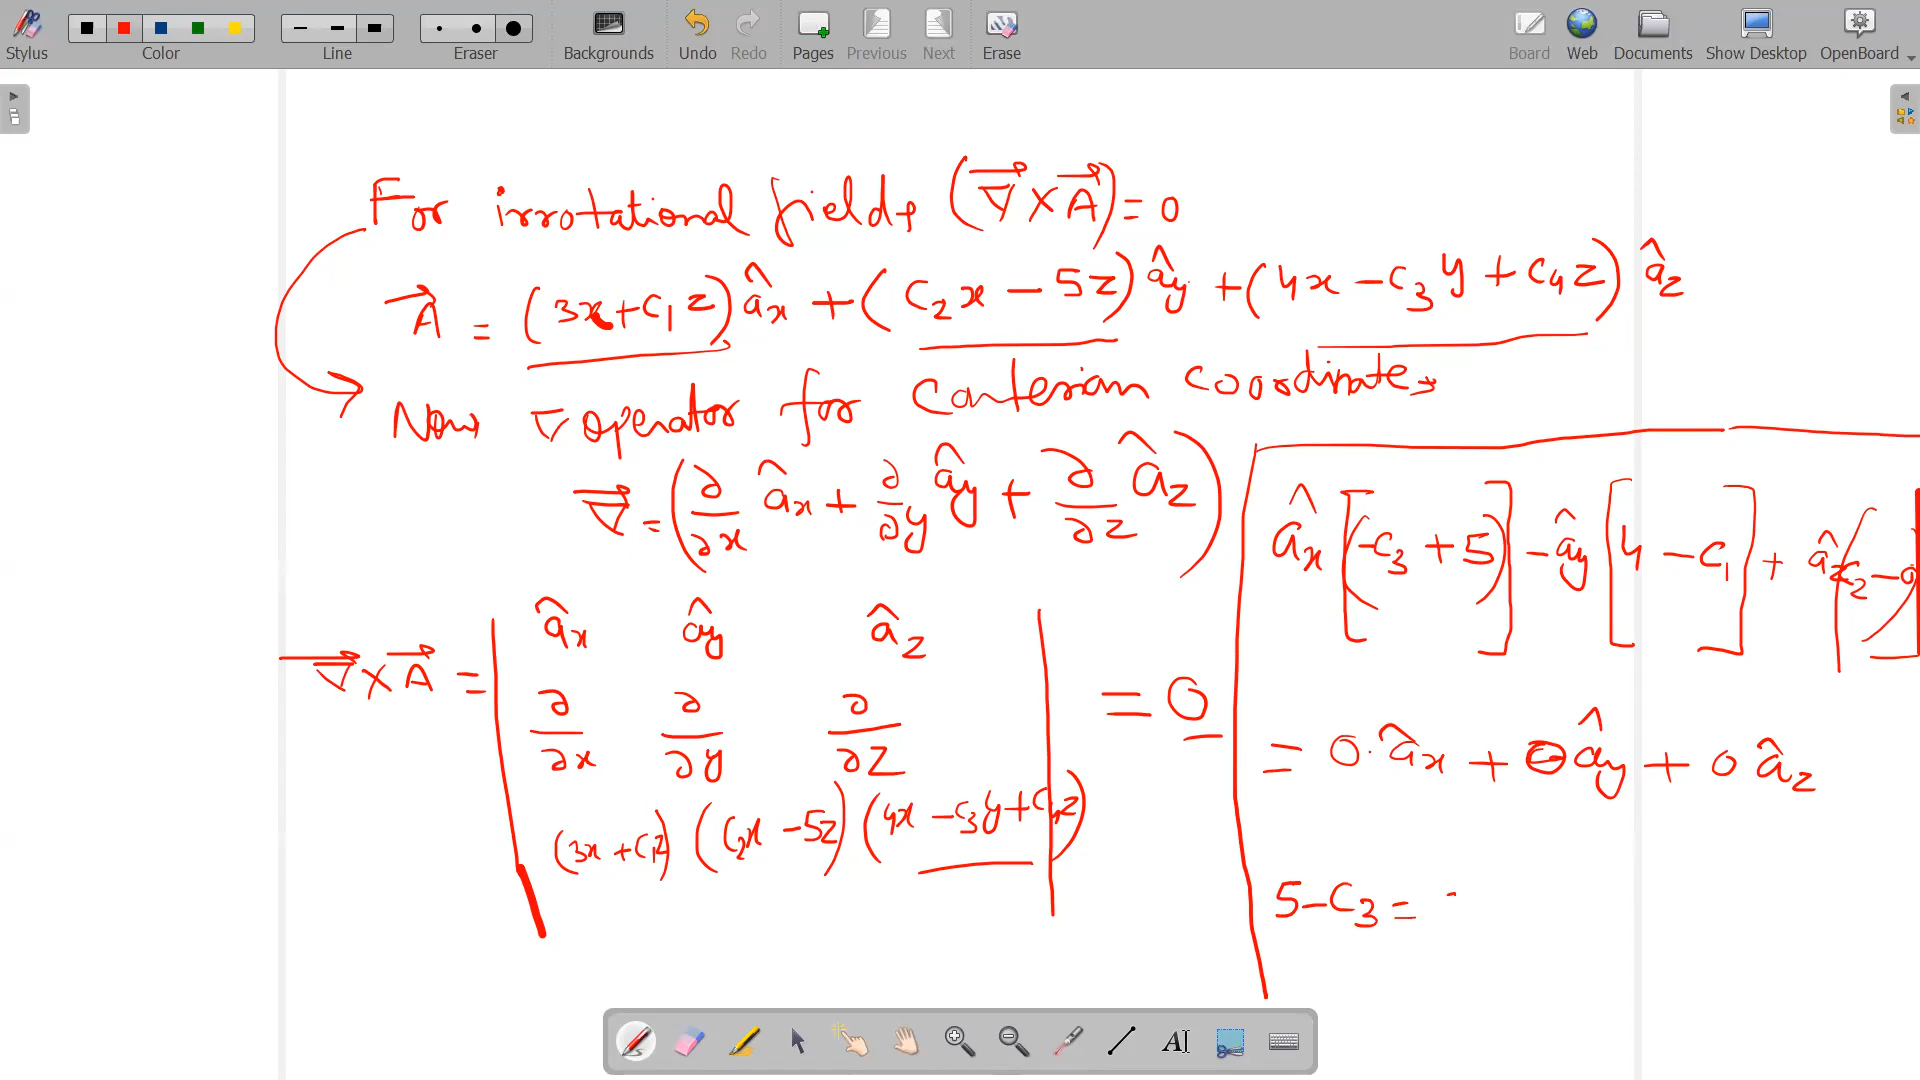 Stylus Color Line Eraser Backgrounds Undo Redo Pages Previous Next Erase Board Web Documents Show Desktop OpenBoard
For irrotational fields (∇⃗ × A⃗) = 0
A⃗ = (3x + C₁z) âx + (C₂x − 5z) ây + (4x − C₃y + C₄z) âz
Now ∇ operator for Cartesian coordinates
∇⃗ = (∂/∂x âx + ∂/∂y ây + ∂/∂z âz)
∇⃗ × A⃗ = | âx ây âz |
∂/∂x ∂/∂y ∂/∂z = 0
(3x + C₁z) (C₂x − 5z) (4x − C₃y + C₄z)
âx [(−C₃ + 5)] − ây [4 − C₁] + âz [(C₂ − 0)]
= 0·âx + 0 ây + 0 âz
5 − C₃ =
AI